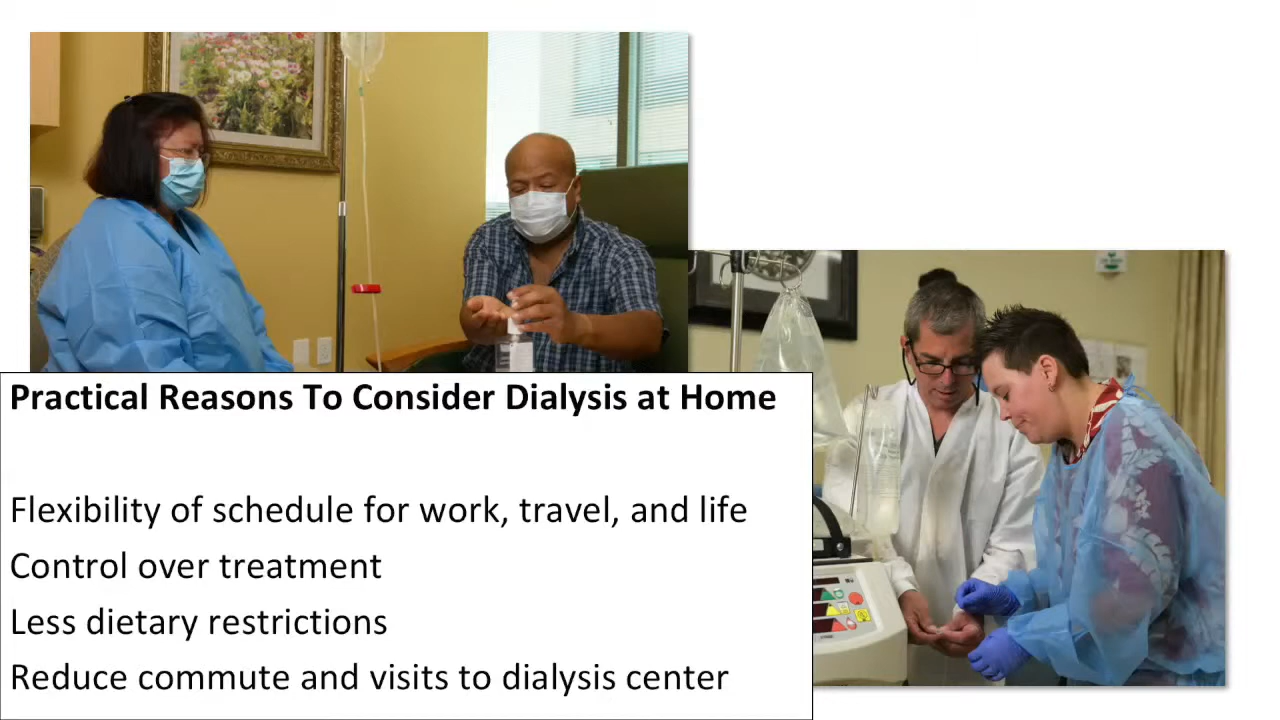 Practical Reasons To Consider Dialysis at Home
Flexibility of schedule for work, travel, and life
Control over treatment
Less dietary restrictions
Reduce commute and visits to dialysis center